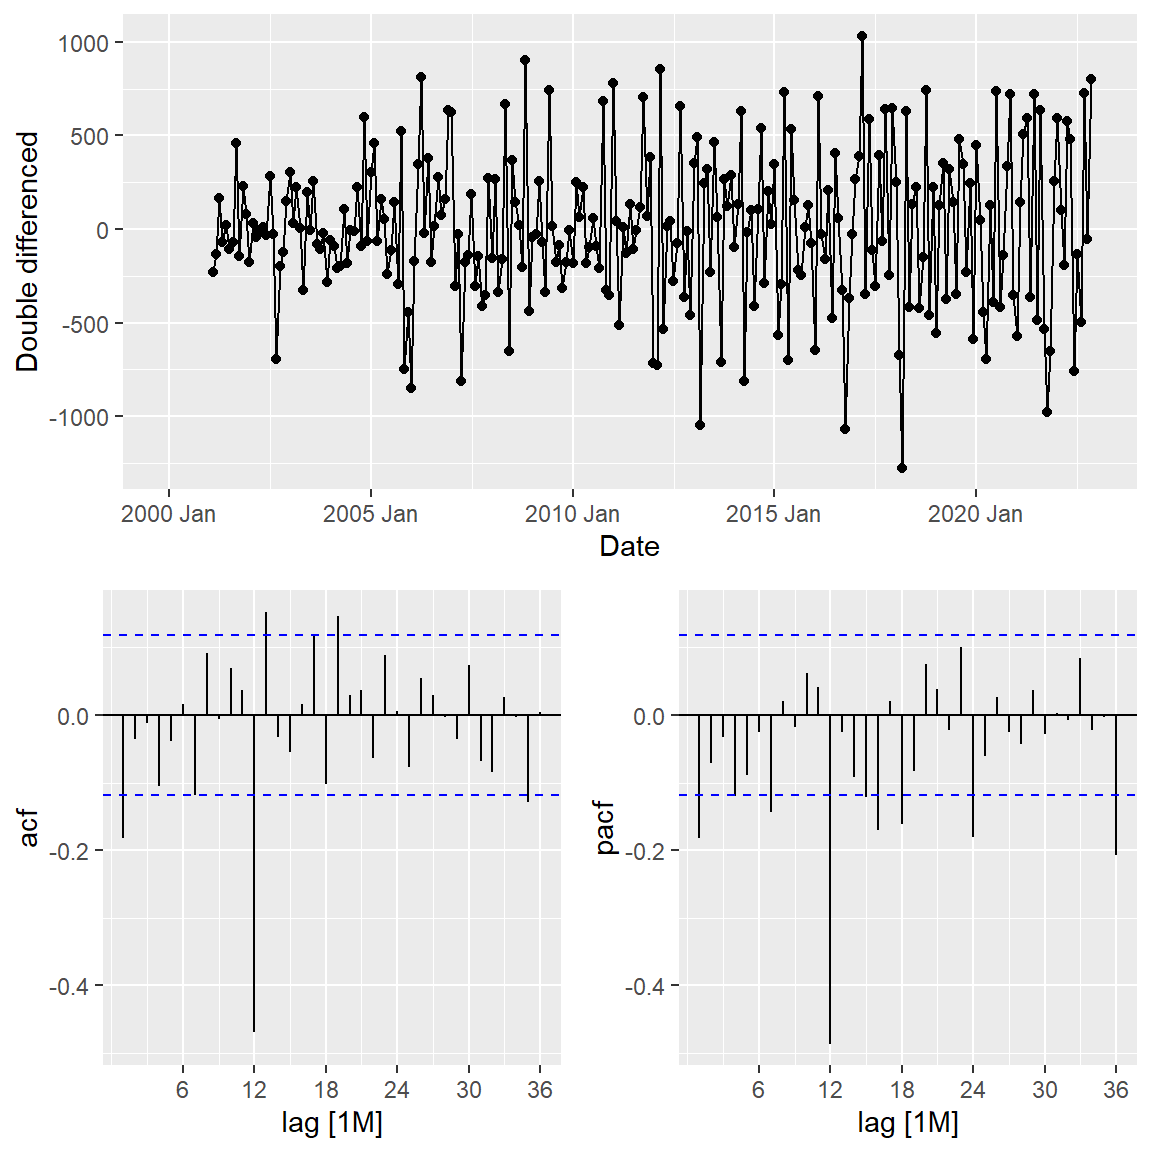 Double differenced
1000
500
0
-500
-1000
2000 Jan 2005 Jan 2010 Jan 2015 Jan 2020 Jan
Date
acf
0.0
-0.2
-0.4
6 12 18 24 30 36
lag [1M]
pacf
0.0
-0.2
-0.4
6 12 18 24 30 36
lag [1M]